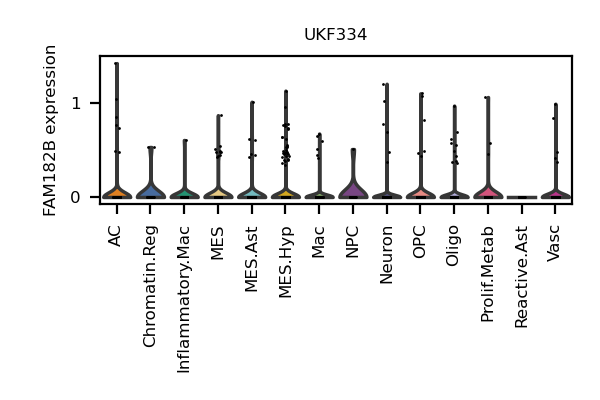 UKF334
FAM182B expression
1
0
AC
Chromatin.Reg
Inflammatory.Mac
MES
MES.Ast
MES.Hyp
Mac
NPC
Neuron
OPC
Oligo
Prolif.Metab
Reactive.Ast
Vasc